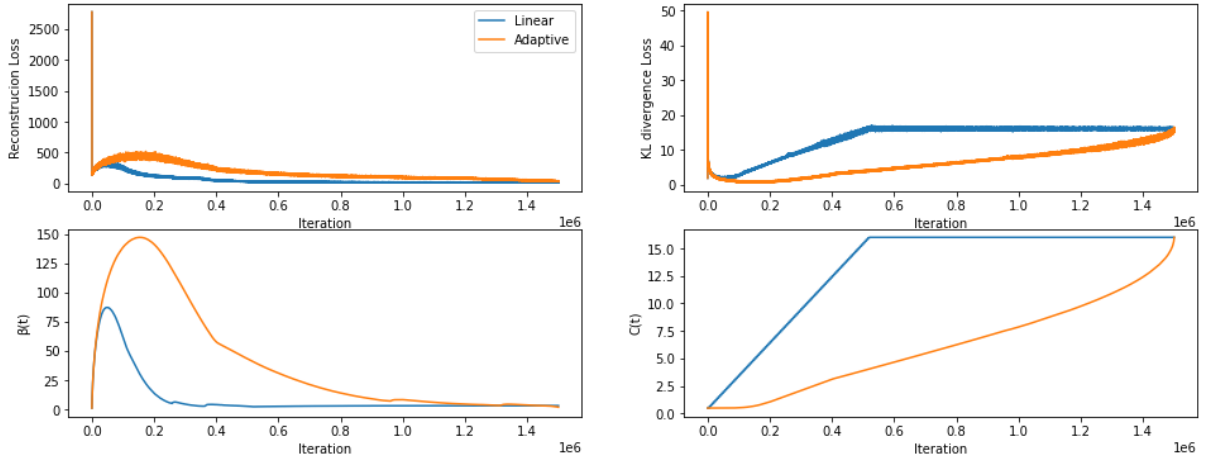 Reconstrucion Loss
2500
2000
1500
1000
500
0
Linear
Adaptive
0.0 0.2 0.4 0.6 0.8 1.0 1.2 1.4
1e6
Iteration
KL divergence Loss
50
40
30
20
10
0
0.0 0.2 0.4 0.6 0.8 1.0 1.2 1.4
1e6
Iteration
β(t)
150
125
100
75
50
25
0
0.0 0.2 0.4 0.6 0.8 1.0 1.2 1.4
1e6
Iteration
C(t)
15.0
12.5
10.0
7.5
5.0
2.5
0.0
0.0 0.2 0.4 0.6 0.8 1.0 1.2 1.4
1e6
Iteration